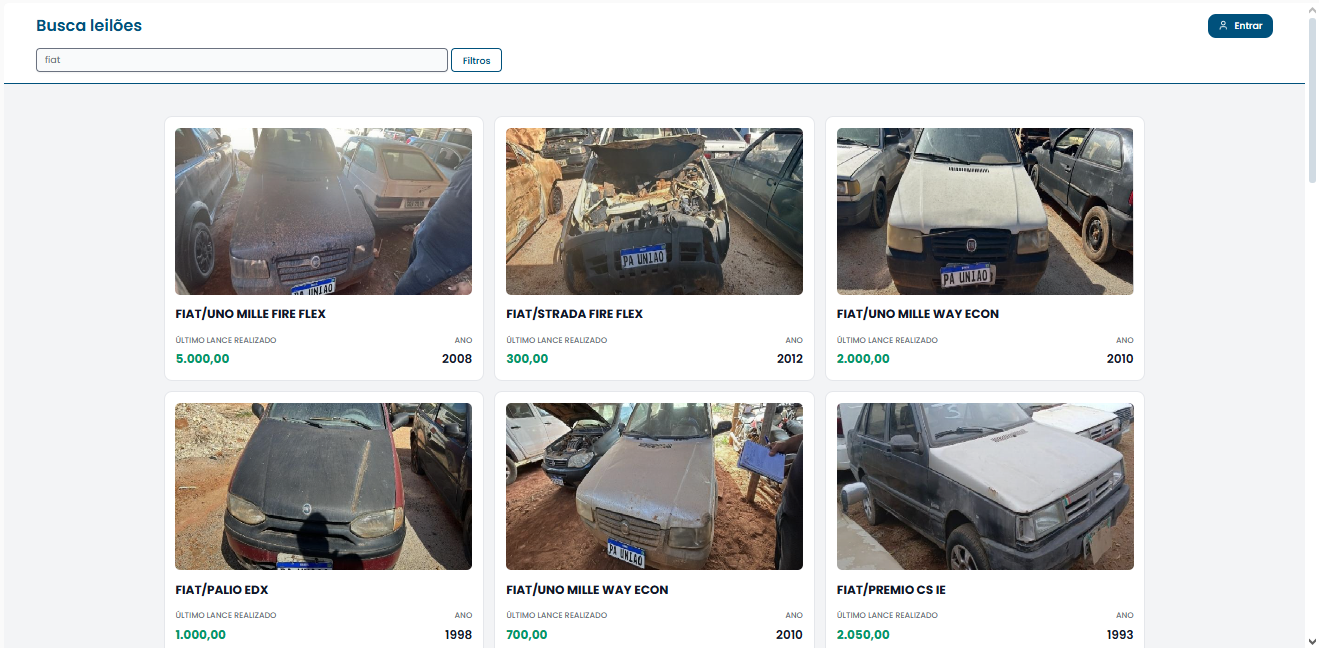 Busca leilões
Entrar
fiat
Filtros
PA UNIAO
PA UNIAO
PA UNIAO
FIAT/UNO MILLE FIRE FLEX
FIAT/STRADA FIRE FLEX
FIAT/UNO MILLE WAY ECON
ÚLTIMO LANCE REALIZADO ANO
ÚLTIMO LANCE REALIZADO ANO
ÚLTIMO LANCE REALIZADO ANO
5.000,00 2008
300,00 2012
2.000,00 2010
PA UNIAO
FIAT/PALIO EDX
FIAT/UNO MILLE WAY ECON
FIAT/PREMIO CS IE
ÚLTIMO LANCE REALIZADO ANO
ÚLTIMO LANCE REALIZADO ANO
ÚLTIMO LANCE REALIZADO ANO
1.000,00 1998
700,00 2010
2.050,00 1993